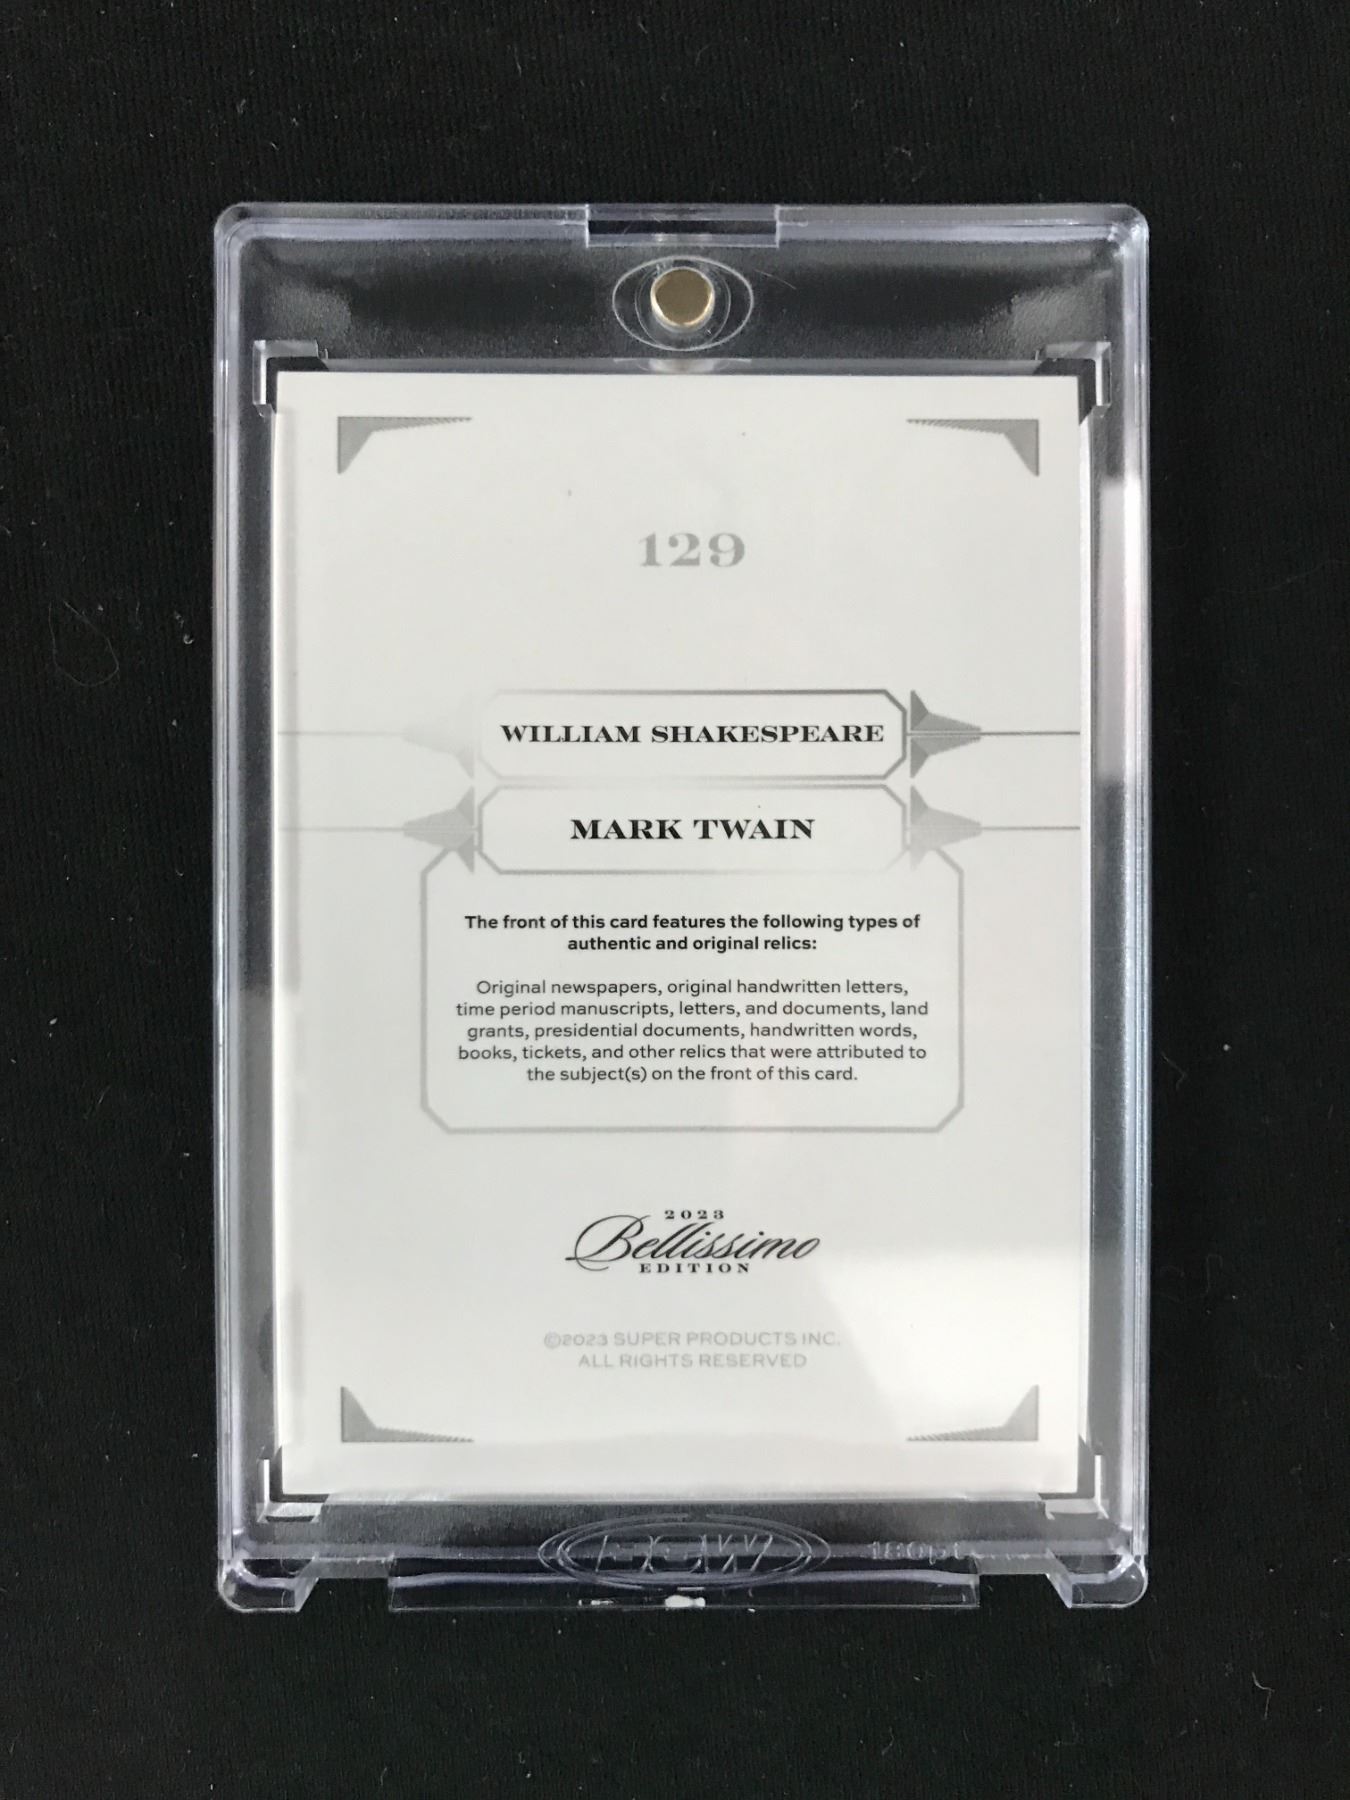 129
WILLIAM SHAKESPEARE
MARK TWAIN
The front of this card features the following types of
authentic and original relics:
Original newspapers, original handwritten letters,
time period manuscripts, letters, and documents, land
grants, presidential documents, handwritten words,
books, tickets, and other relics that were attributed to
the subject(s) on the front of this card.
2023
Bellissimo
EDITION
©2023 SUPER PRODUCTS INC.
ALL RIGHTS RESERVED